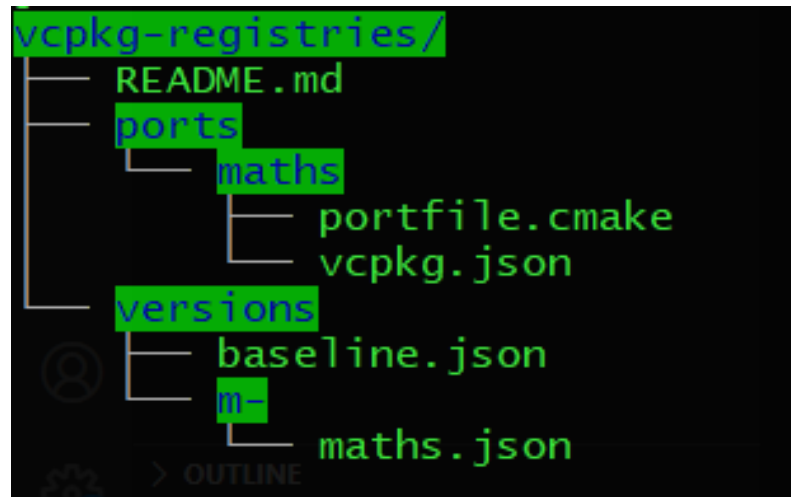 vcpkg-registries/
├── README.md
├── ports
│   └── maths
│       ├── portfile.cmake
│       └── vcpkg.json
└── versions
    ├── baseline.json
    └── m-
        └── maths.json
> OUTLINE